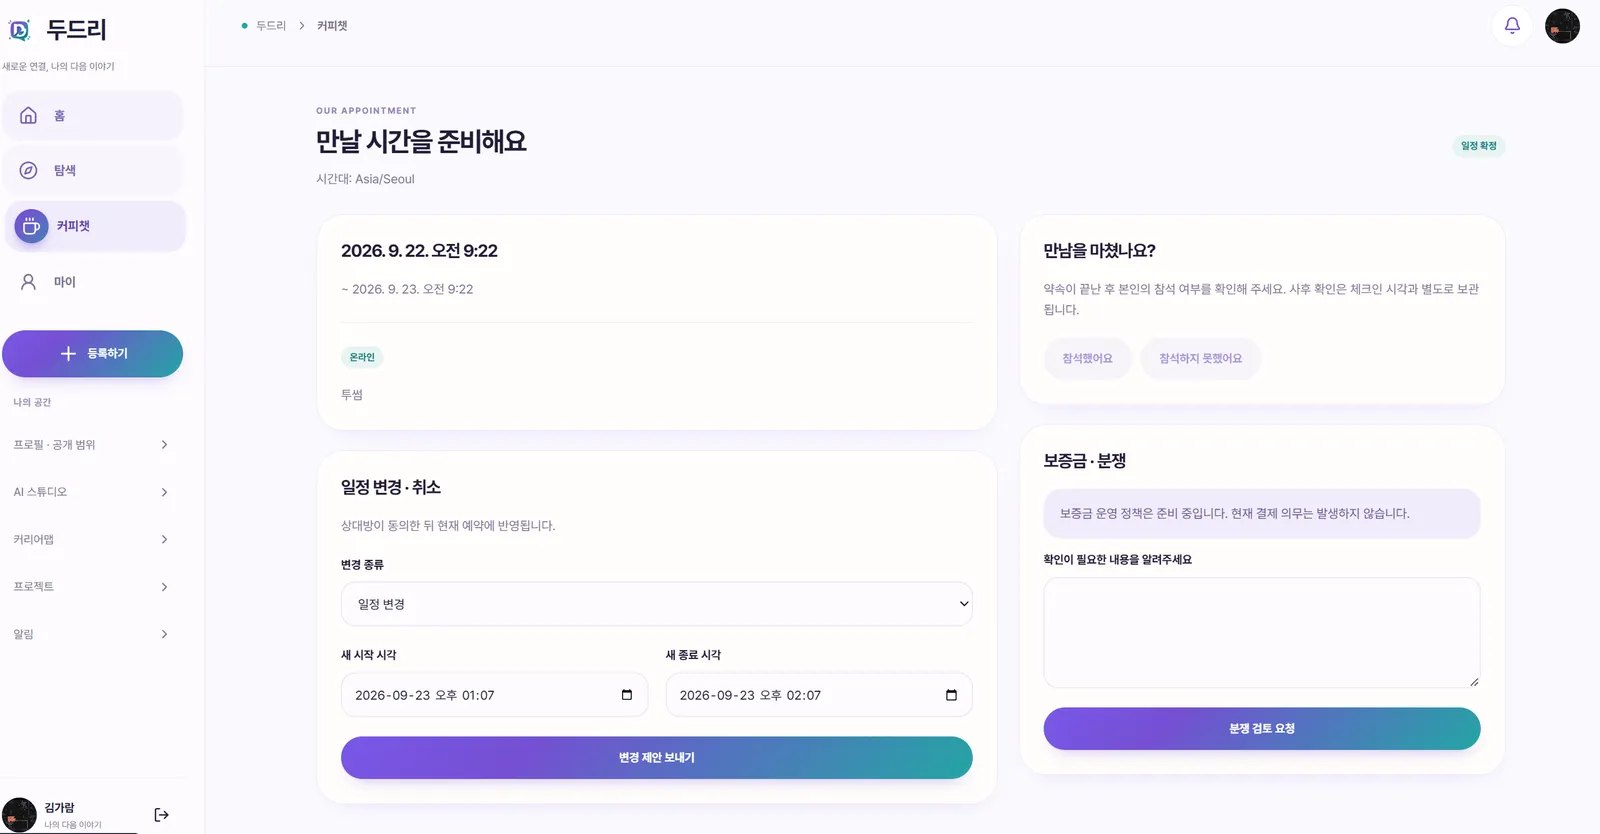 두드리
새로운 연결, 나의 다음 이야기
홈
탐색
커피챗
마이
등록하기
나의 공간
프로필 · 공개 범위
AI 스튜디오
커리어맵
프로젝트
알림
김가람
나의 다음 이야기
두드리
커피챗
OUR APPOINTMENT
만날 시간을 준비해요
시간대: Asia/Seoul
일정 확정
2026. 9. 22. 오전 9:22
~ 2026. 9. 23. 오전 9:22
온라인
투썸
일정 변경 · 취소
상대방이 동의한 뒤 현재 예약에 반영됩니다.
변경 종류
일정 변경
새 시작 시각
새 종료 시각
2026-09-23 오후 01:07
2026-09-23 오후 02:07
변경 제안 보내기
만남을 마쳤나요?
약속이 끝난 후 본인의 참석 여부를 확인해 주세요. 사후 확인은 체크인 시각과 별도로 보관
됩니다.
참석했어요
참석하지 못했어요
보증금 · 분쟁
보증금 운영 정책은 준비 중입니다. 현재 결제 의무는 발생하지 않습니다.
확인이 필요한 내용을 알려주세요
분쟁 검토 요청